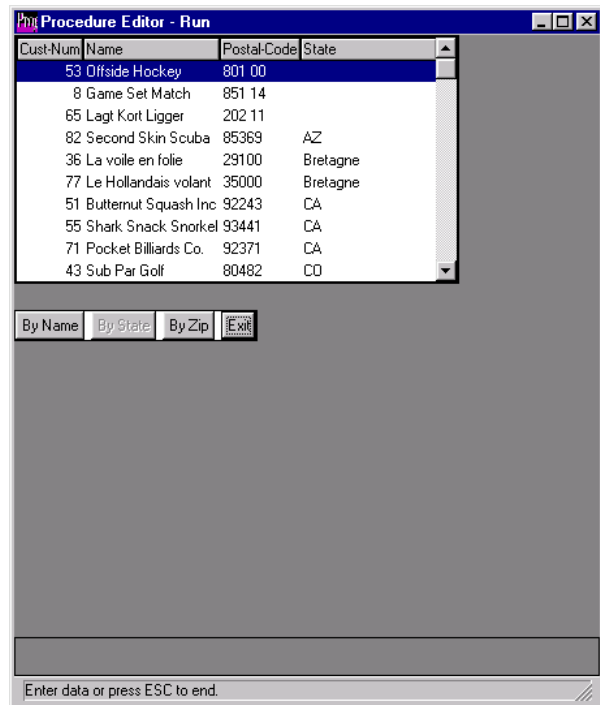 Pro Procedure Editor - Run
Cust-Num Name Postal-Code State
53 Offside Hockey 801 00
8 Game Set Match 851 14
65 Lagt Kort Ligger 202 11
82 Second Skin Scuba 85369 AZ
36 La voile en folie 29100 Bretagne
77 Le Hollandais volant 35000 Bretagne
51 Butternut Squash Inc 92243 CA
55 Shark Snack Snorkel 93441 CA
71 Pocket Billiards Co. 92371 CA
43 Sub Par Golf 80482 CO
By Name By State By Zip Exit
Enter data or press ESC to end.